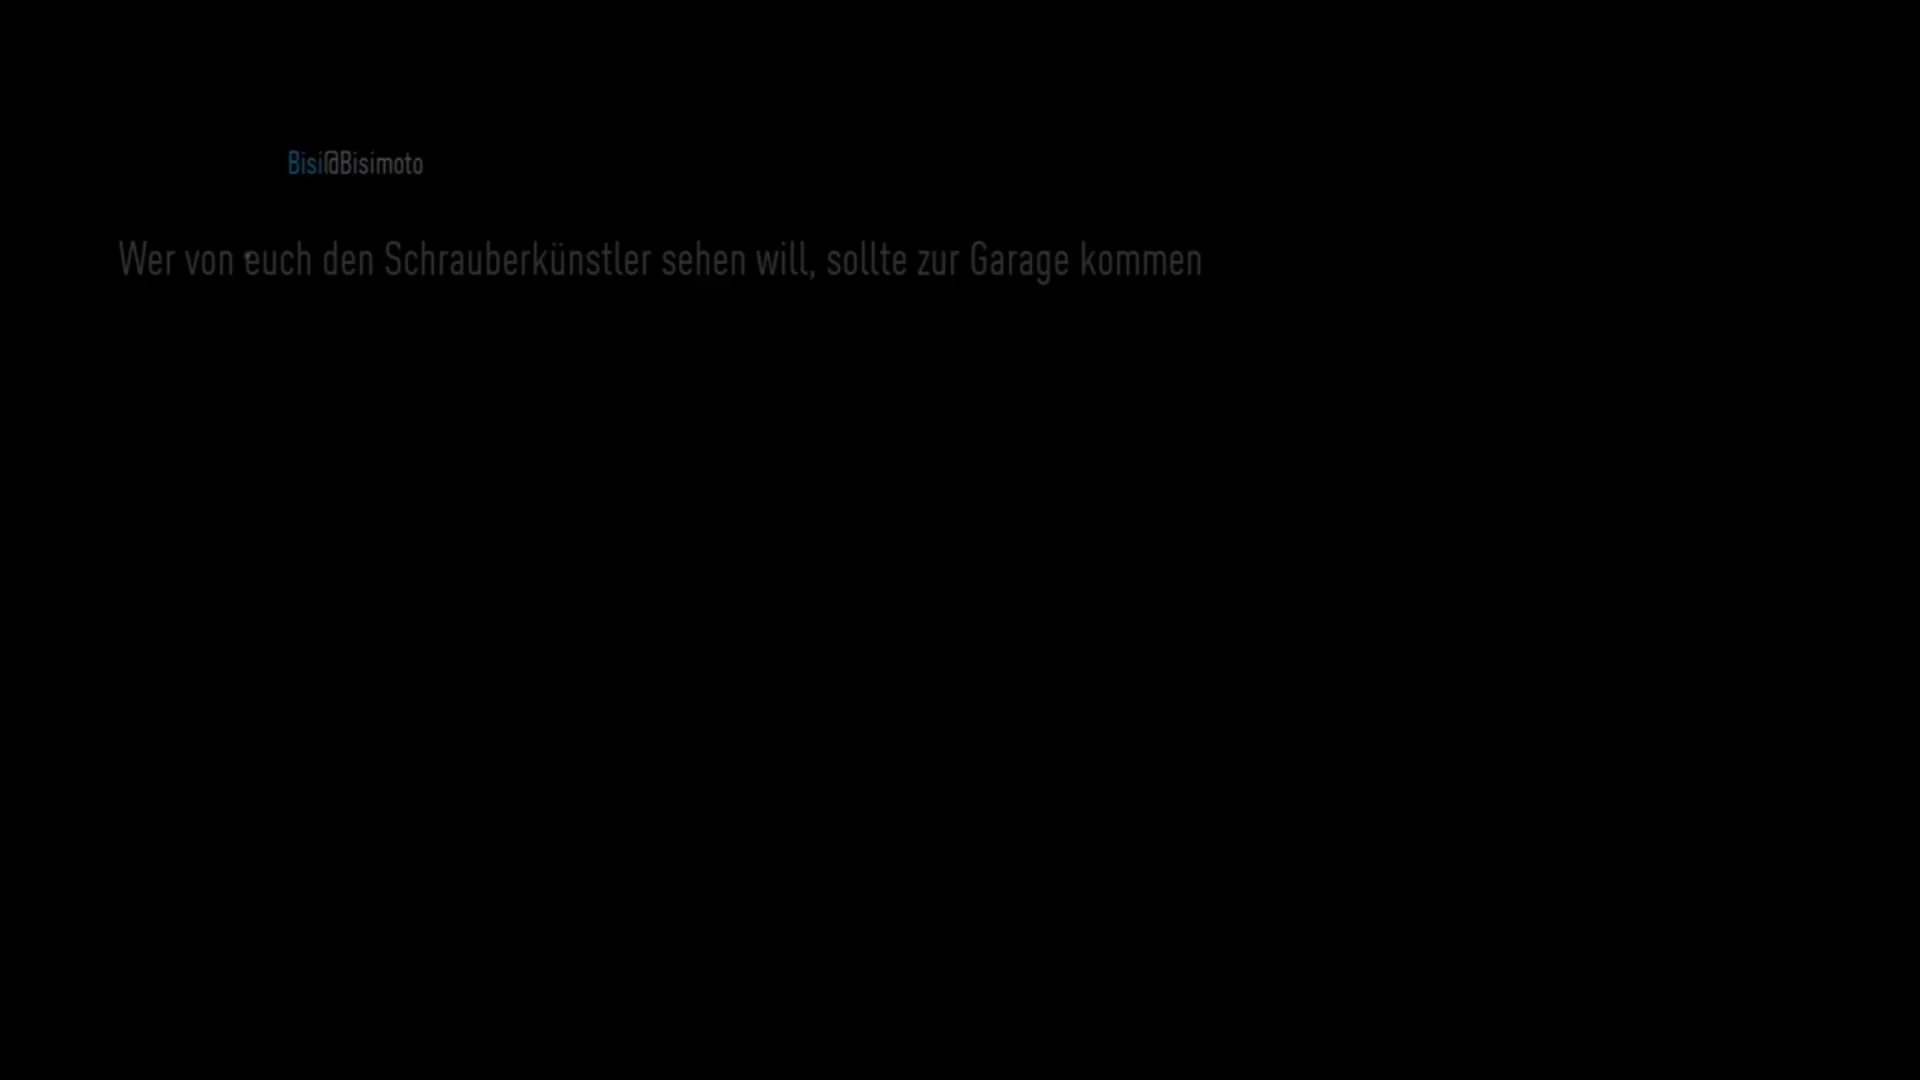 Bisi@Bisimoto
Wer von euch den Schrauberkünstler sehen will, sollte zur Garage kommen